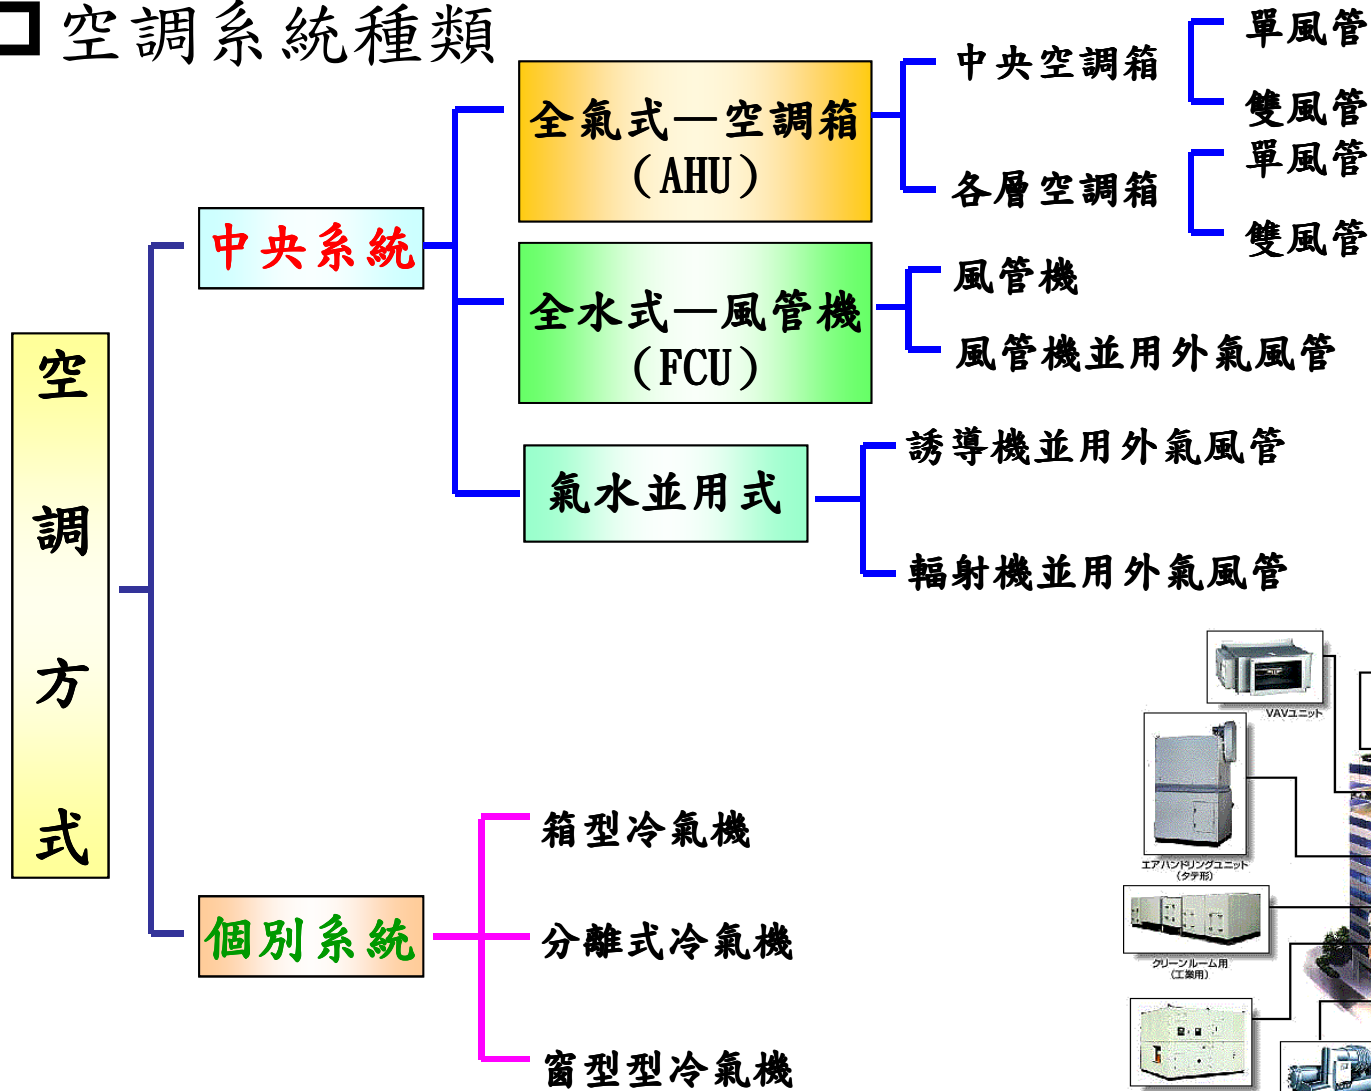 空調系統種類
空調方式
中央系統
全氣式—空調箱
(AHU)
中央空調箱
單風管
雙風管
各層空調箱
單風管
雙風管
全水式—風管機
(FCU)
風管機
風管機並用外氣風管
氣水並用式
誘導機並用外氣風管
輻射機並用外氣風管
個別系統
箱型冷氣機
分離式冷氣機
窗型型冷氣機
VAVユニット
エアハンドリングユニット
(タテ形)
クリーンルーム用
(工業用)